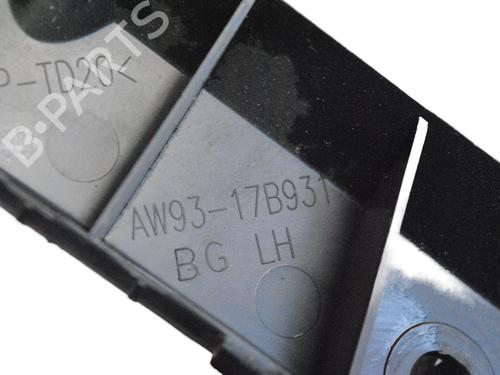 B-PARTS
P-TD20<
AW93-17B931
BG LH